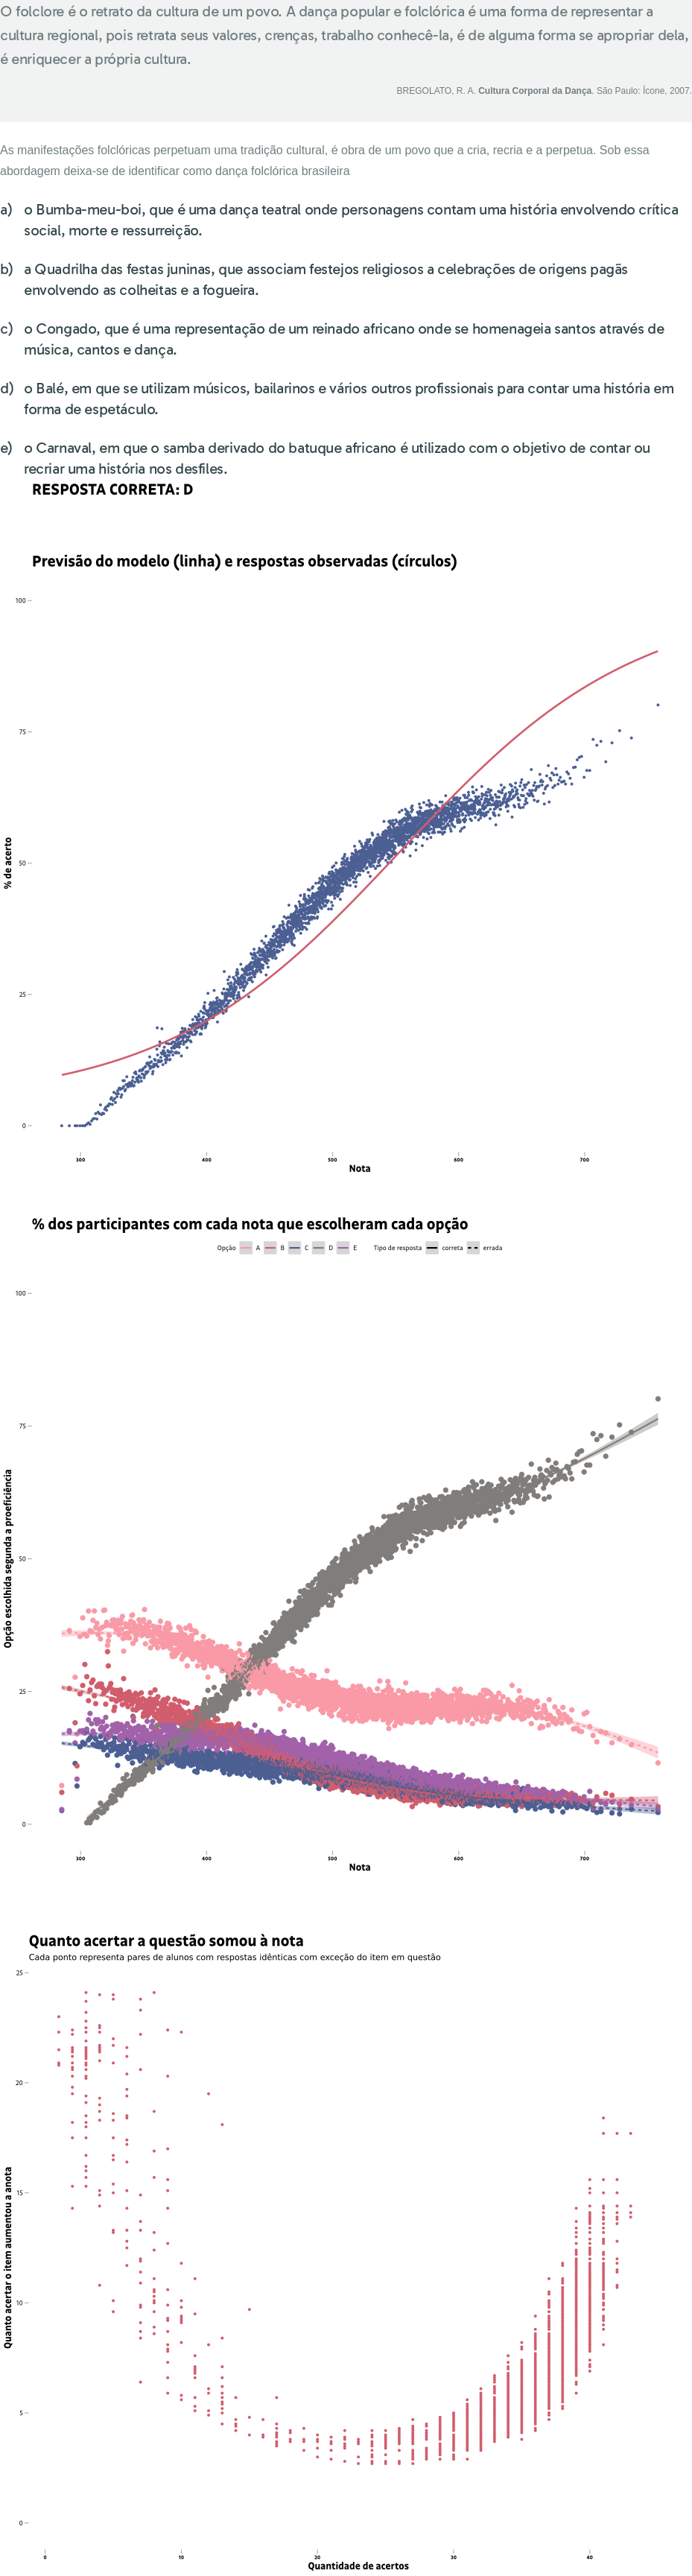 O folclore é o retrato da cultura de um povo. A dança popular e folclórica é uma forma de representar a
cultura regional, pois retrata seus valores, crenças, trabalho conhecê-la, é de alguma forma se apropriar dela,
é enriquecer a própria cultura.
BREGOLATO, R. A. Cultura Corporal da Dança. São Paulo: Ícone, 2007.
As manifestações folclóricas perpetuam uma tradição cultural, é obra de um povo que a cria, recria e a perpetua. Sob essa
abordagem deixa-se de identificar como dança folclórica brasileira
a) o Bumba-meu-boi, que é uma dança teatral onde personagens contam uma história envolvendo crítica
social, morte e ressurreição.
b) a Quadrilha das festas juninas, que associam festejos religiosos a celebrações de origens pagãs
envolvendo as colheitas e a fogueira.
c) o Congado, que é uma representação de um reinado africano onde se homenageia santos através de
música, cantos e dança.
d) o Balé, em que se utilizam músicos, bailarinos e vários outros profissionais para contar uma história em
forma de espetáculo.
e) o Carnaval, em que o samba derivado do batuque africano é utilizado com o objetivo de contar ou
recriar uma história nos desfiles.
RESPOSTA CORRETA: D
Previsão do modelo (linha) e respostas observadas (círculos)
100
75
% de acerto
50
25
0
300 400 500 600 700
Nota
% dos participantes com cada nota que escolheram cada opção
Opção A B C D E Tipo de resposta correta errada
100
75
Opção escolhida segunda a proeficiência
50
25
0
300 400 500 600 700
Nota
Quanto acertar a questão somou à nota
Cada ponto representa pares de alunos com respostas idênticas com exceção do item em questão
25
20
Quanto acertar o item aumentou a anota
15
10
5
0
0 10 20 30 40
Quantidade de acertos